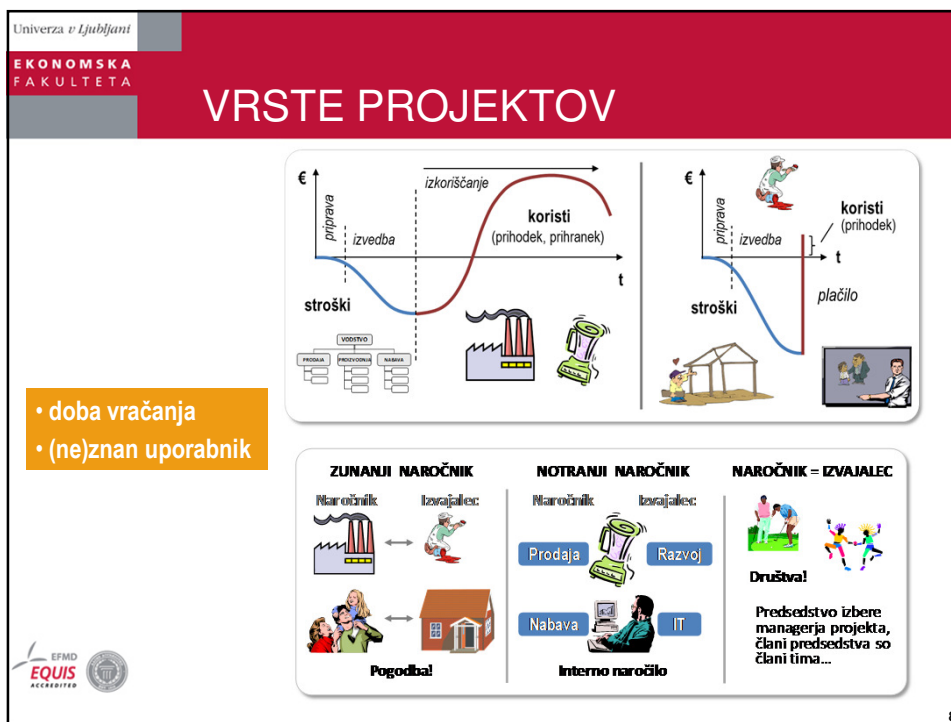 Univerza v Ljubljani
EKONOMSKA
FAKULTETA
VRSTE PROJEKTOV
€
priprava
izvedba
izkoriščanje
koristi
(prihodek, prihranek)
t
stroški
VODSTVO
PRODAJA
PROIZVODNJA
NABAVA
€
priprava
izvedba
koristi
(prihodek)
t
plačilo
stroški
• doba vračanja
• (ne)znan uporabnik
ZUNANJI NAROČNIK
Naročnik Izvajalec
Pogodba!
NOTRANJI NAROČNIK
Naročnik Izvajalec
Prodaja Razvoj
Nabava IT
Interno naročilo
NAROČNIK = IZVAJALEC
Društva!
Predsedstvo izbere
managerja projekta,
člani predsedstva so
člani tima...
EFMD
EQUIS
ACCREDITED